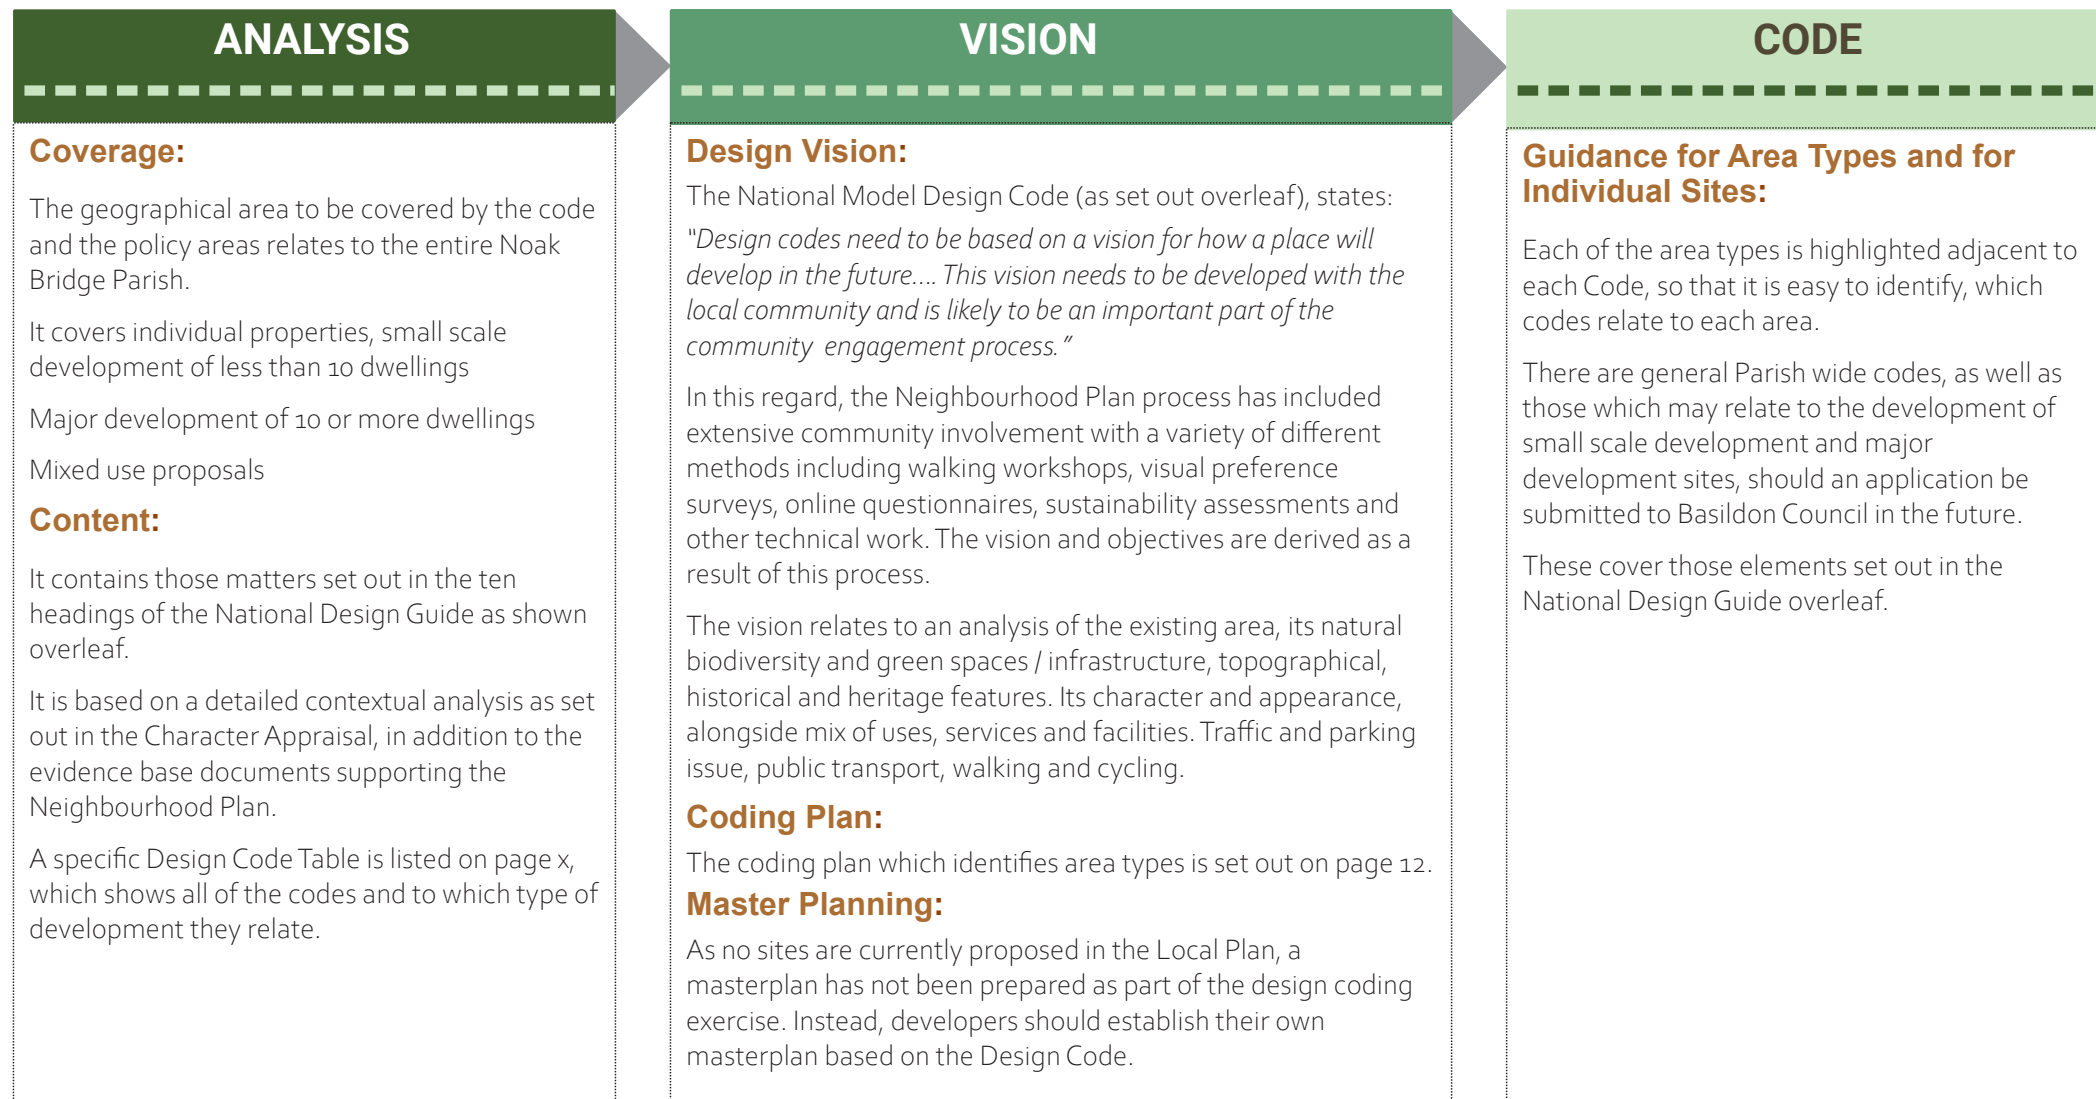 ANALYSIS
Coverage:
The geographical area to be covered by the code
and the policy areas relates to the entire Noak
Bridge Parish.
It covers individual properties, small scale
development of less than 10 dwellings
Major development of 10 or more dwellings
Mixed use proposals
Content:
It contains those matters set out in the ten
headings of the National Design Guide as shown
overleaf.
It is based on a detailed contextual analysis as set
out in the Character Appraisal, in addition to the
evidence base documents supporting the
Neighbourhood Plan.
A specific Design Code Table is listed on page x,
which shows all of the codes and to which type of
development they relate.
VISION
Design Vision:
The National Model Design Code (as set out overleaf), states:
“Design codes need to be based on a vision for how a place will
develop in the future.... This vision needs to be developed with the
local community and is likely to be an important part of the
community engagement process.”
In this regard, the Neighbourhood Plan process has included
extensive community involvement with a variety of different
methods including walking workshops, visual preference
surveys, online questionnaires, sustainability assessments and
other technical work. The vision and objectives are derived as a
result of this process.
The vision relates to an analysis of the existing area, its natural
biodiversity and green spaces / infrastructure, topographical,
historical and heritage features. Its character and appearance,
alongside mix of uses, services and facilities. Traffic and parking
issue, public transport, walking and cycling.
Coding Plan:
The coding plan which identifies area types is set out on page 12.
Master Planning:
As no sites are currently proposed in the Local Plan, a
masterplan has not been prepared as part of the design coding
exercise. Instead, developers should establish their own
masterplan based on the Design Code.
CODE
Guidance for Area Types and for
Individual Sites:
Each of the area types is highlighted adjacent to
each Code, so that it is easy to identify, which
codes relate to each area.
There are general Parish wide codes, as well as
those which may relate to the development of
small scale development and major
development sites, should an application be
submitted to Basildon Council in the future.
These cover those elements set out in the
National Design Guide overleaf.